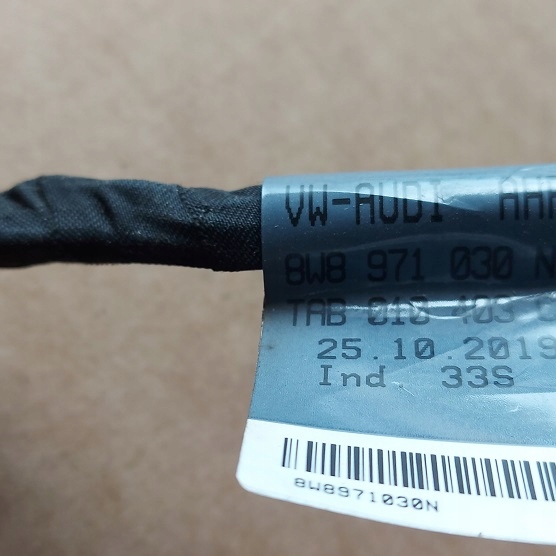 VW-AUDI
8W8 971 030 N
TAB 010 403
25.10.2019
Ind. 33S
8W8971030N